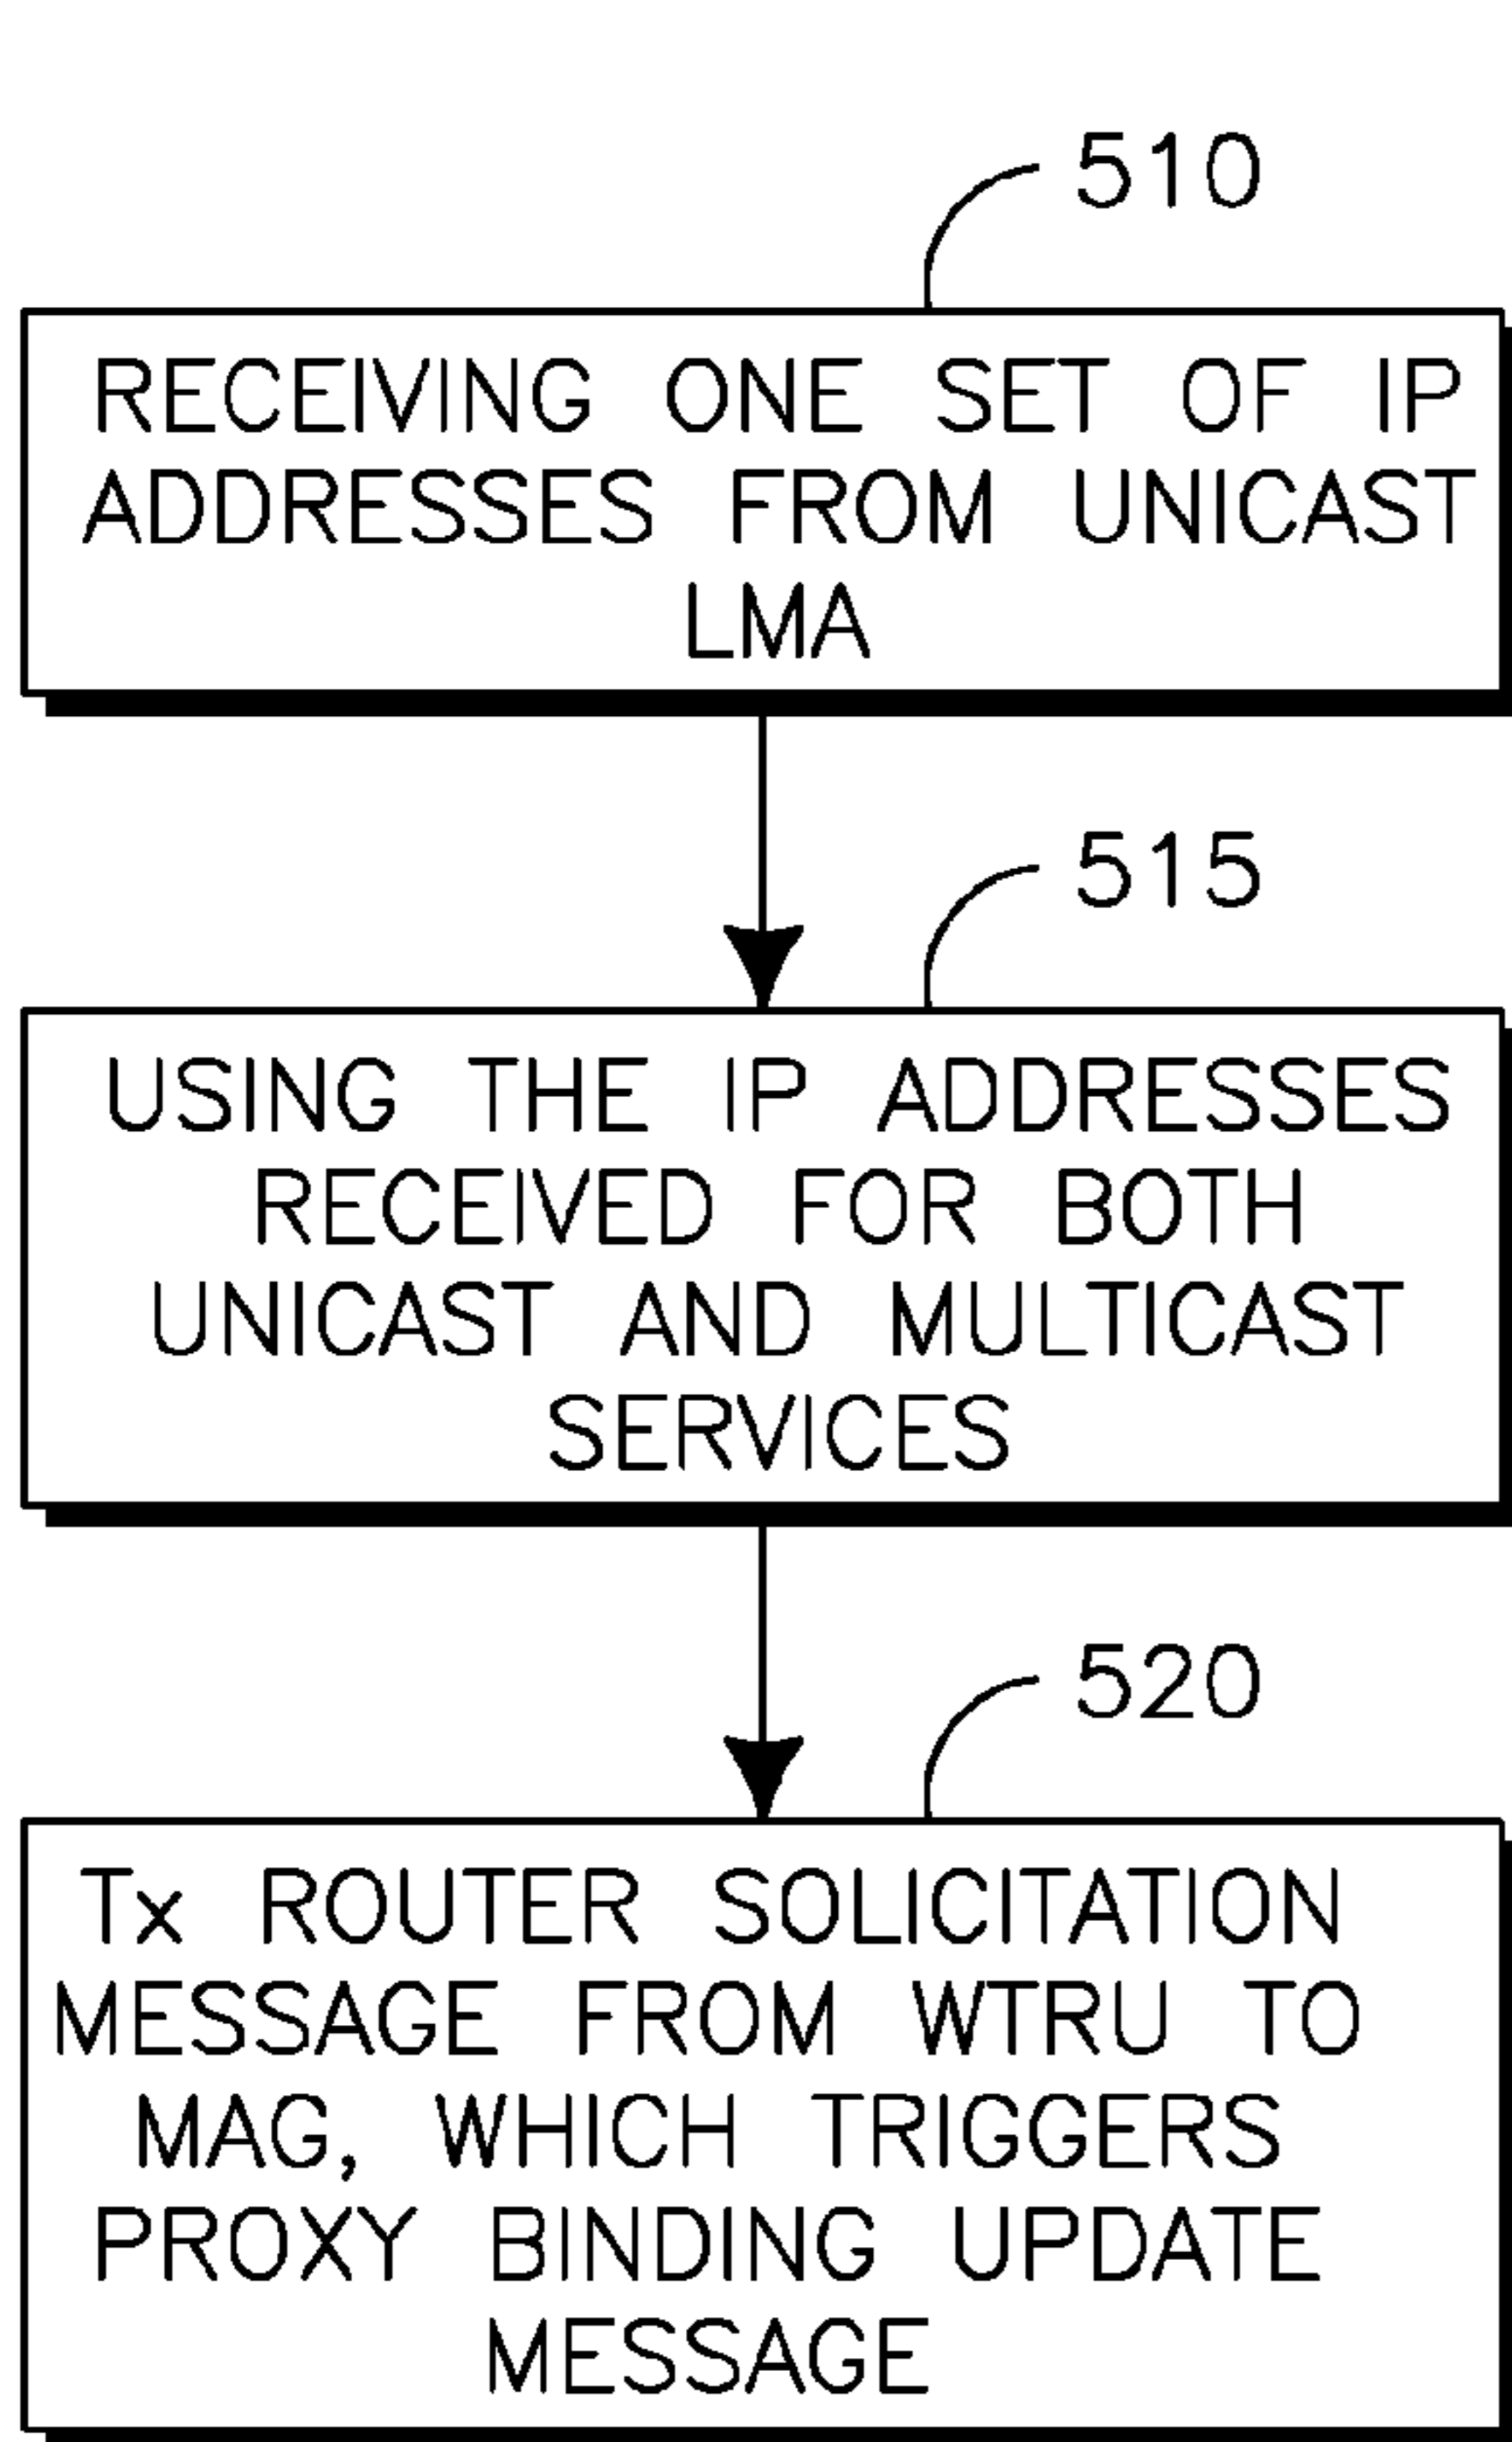 510
RECEIVING ONE SET OF IP
ADDRESSES FROM UNICAST
LMA
515
USING THE IP ADDRESSES
RECEIVED FOR BOTH
UNICAST AND MULTICAST
SERVICES
520
Tx ROUTER SOLICITATION
MESSAGE FROM WTRU TO
MAG, WHICH TRIGGERS
PROXY BINDING UPDATE
MESSAGE